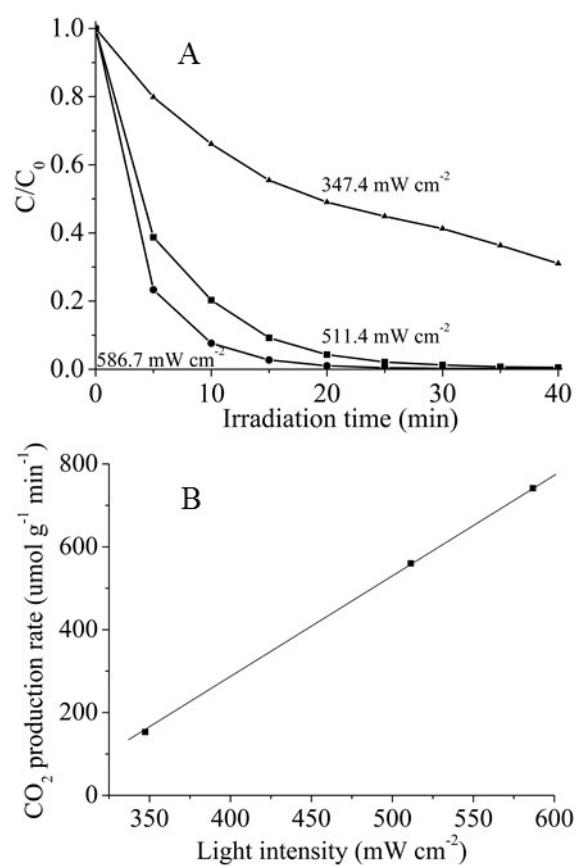 A
1.0
0.8
0.6
0.4
0.2
0.0
C/C0
347.4 mW cm-2
511.4 mW cm-2
586.7 mW cm-2
0 10 20 30 40
Irradiation time (min)
B
800
600
400
200
0
CO2 production rate (umol g-1 min-1)
350 400 450 500 550 600
Light intensity (mW cm-2)